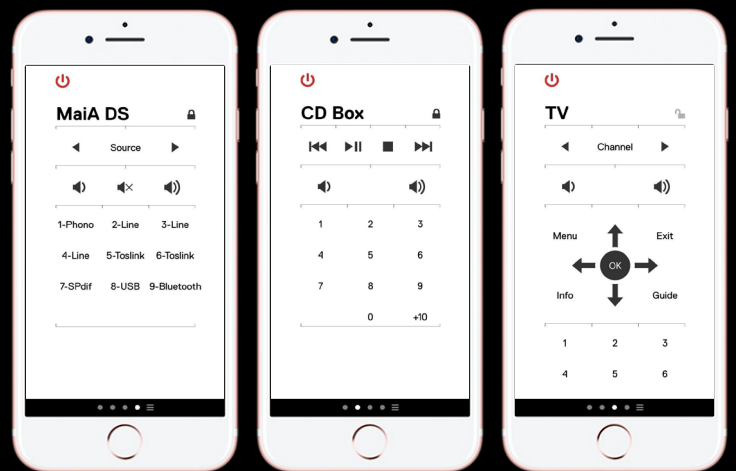 MaiA DS
Source
1-Phono 2-Line 3-Line
4-Line 5-Toslink 6-Toslink
7-SPdif 8-USB 9-Bluetooth
CD Box
1 2 3
4 5 6
7 8 9
0 +10
TV
Channel
Menu Exit
OK
Info Guide
1 2 3
4 5 6